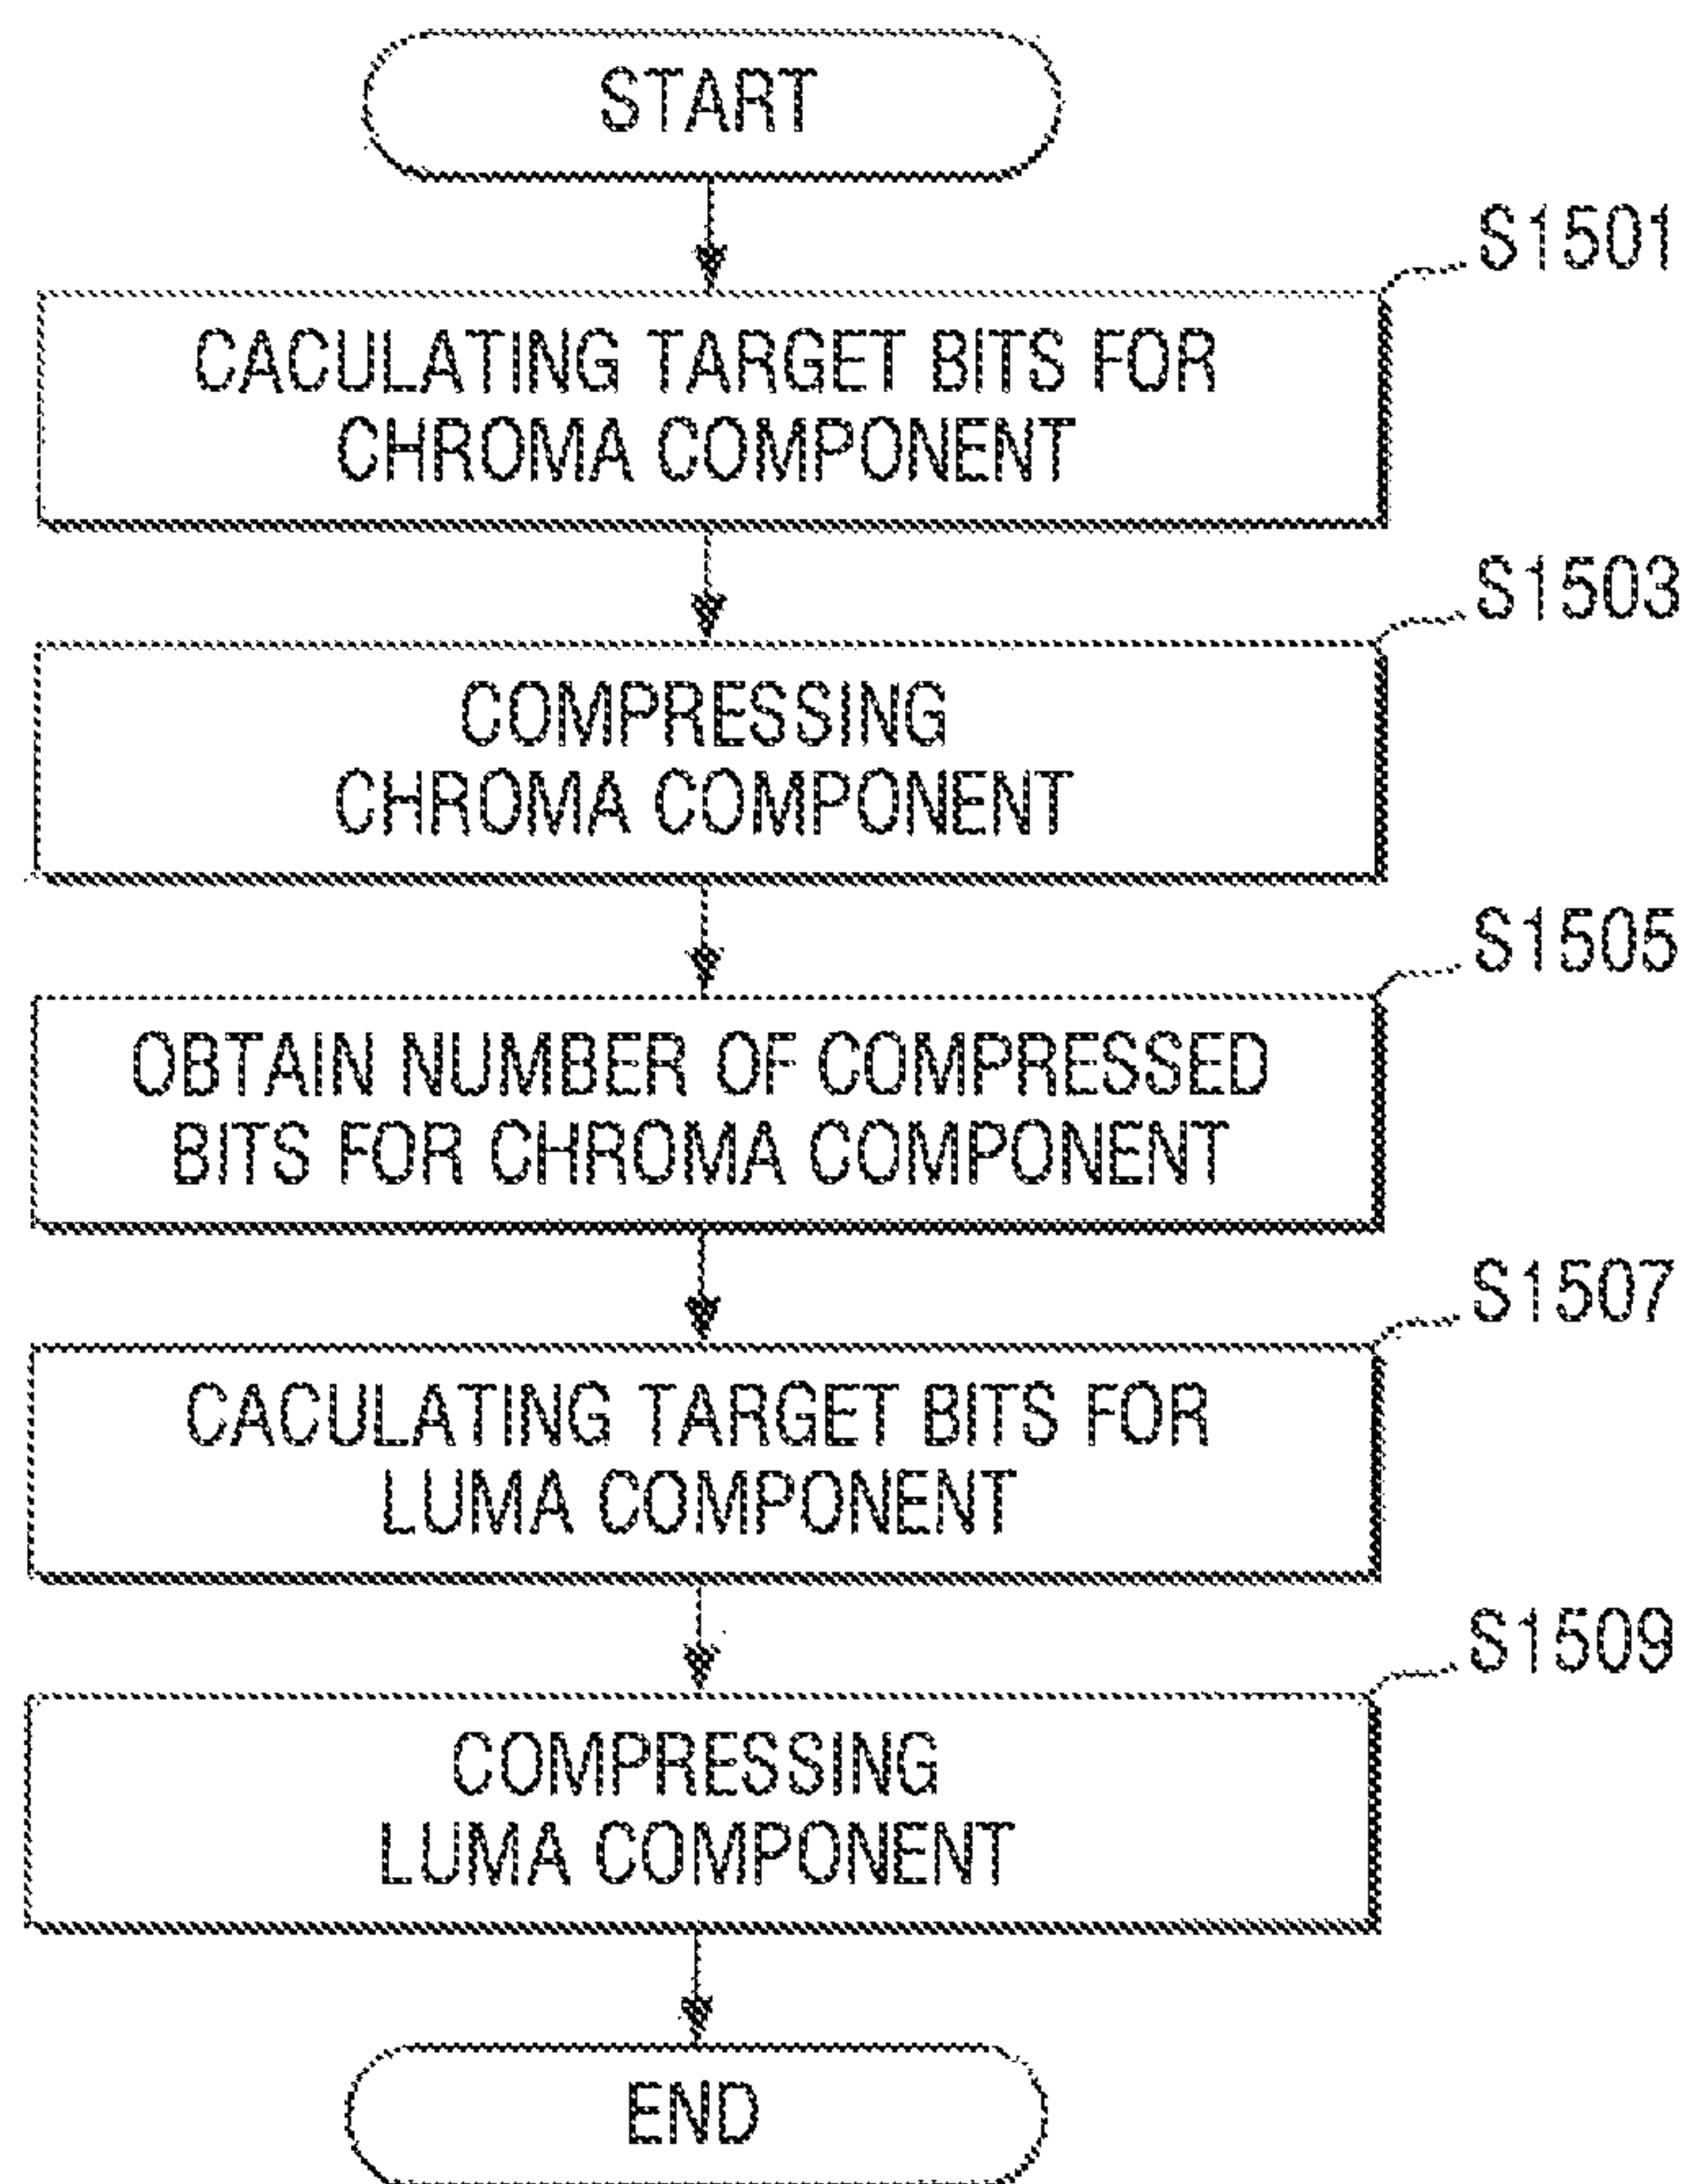 START
S1501
CACULATING TARGET BITS FOR
CHROMA COMPONENT
S1503
COMPRESSING
CHROMA COMPONENT
S1505
OBTAIN NUMBER OF COMPRESSED
BITS FOR CHROMA COMPONENT
S1507
CACULATING TARGET BITS FOR
LUMA COMPONENT
S1509
COMPRESSING
LUMA COMPONENT
END